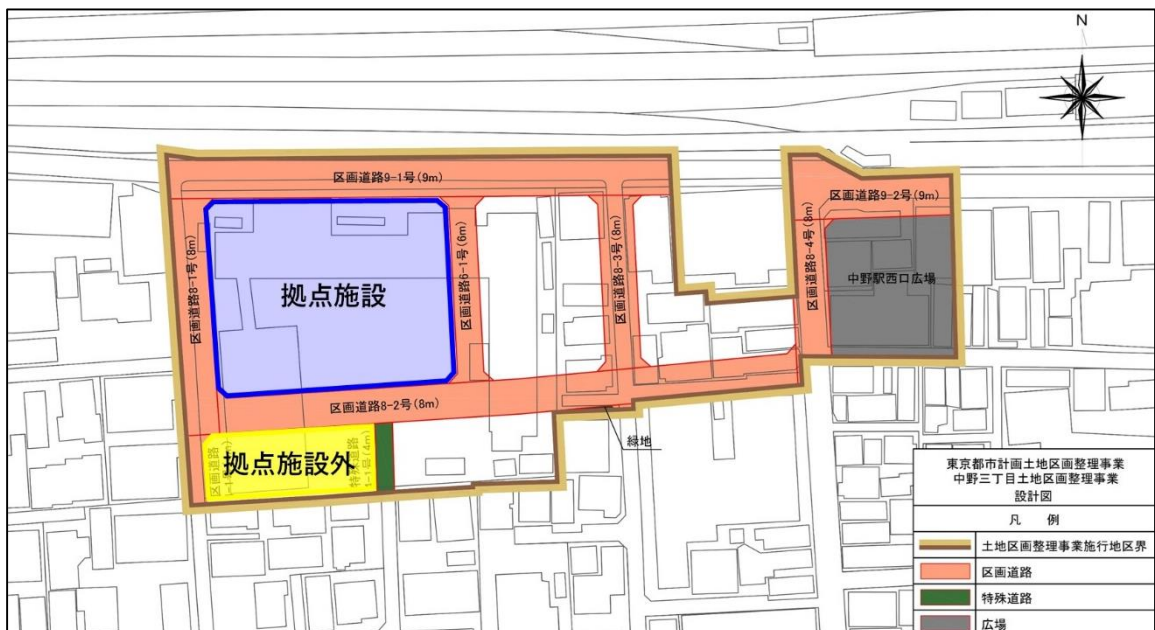 N
区画道路9-1号(9m)
区画道路9-2号(9m)
区画道路8-1号(8m)
拠点施設
区画道路6-1号(6m)
区画道路8-3号(8m)
区画道路8-4号(8m)
中野駅西口広場
区画道路8-2号(8m)
緑地
拠点施設外
区画道路
特殊道路
1-1号(4m)
東京都市計画土地区画整理事業
中野三丁目土地区画整理事業
設計図
凡 例
土地区画整理事業施行地区界
区画道路
特殊道路
広場